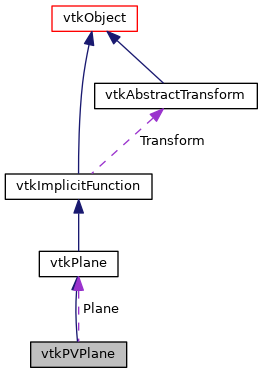 vtkObject
vtkAbstractTransform
Transform
vtkImplicitFunction
vtkPlane
Plane
vtkPVPlane